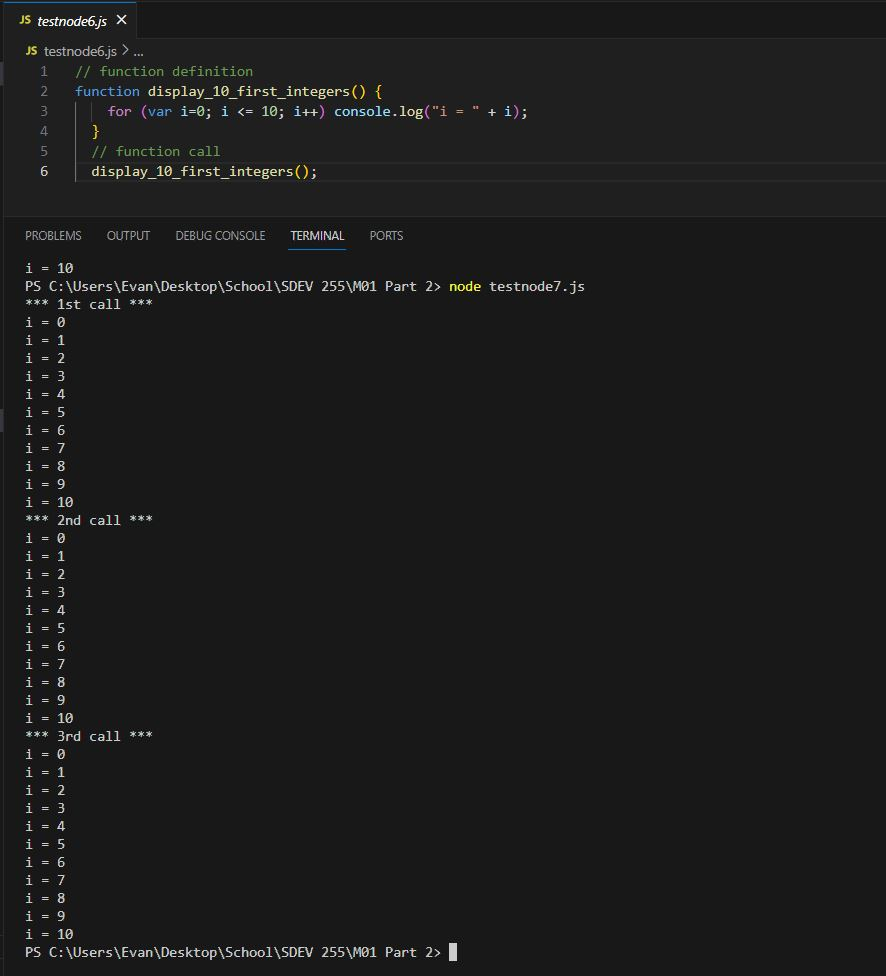 JS testnode6.js ×
JS testnode6.js > ...
1 // function definition
2 function display_10_first_integers() {
3 for (var i=0; i <= 10; i++) console.log("i = " + i);
4 }
5 // function call
6 display_10_first_integers();
PROBLEMS OUTPUT DEBUG CONSOLE TERMINAL PORTS
i = 10
PS C:\Users\Evan\Desktop\School\SDEV 255\M01 Part 2> node testnode7.js
*** 1st call ***
i = 0
i = 1
i = 2
i = 3
i = 4
i = 5
i = 6
i = 7
i = 8
i = 9
i = 10
*** 2nd call ***
i = 0
i = 1
i = 2
i = 3
i = 4
i = 5
i = 6
i = 7
i = 8
i = 9
i = 10
*** 3rd call ***
i = 0
i = 1
i = 2
i = 3
i = 4
i = 5
i = 6
i = 7
i = 8
i = 9
i = 10
PS C:\Users\Evan\Desktop\School\SDEV 255\M01 Part 2>